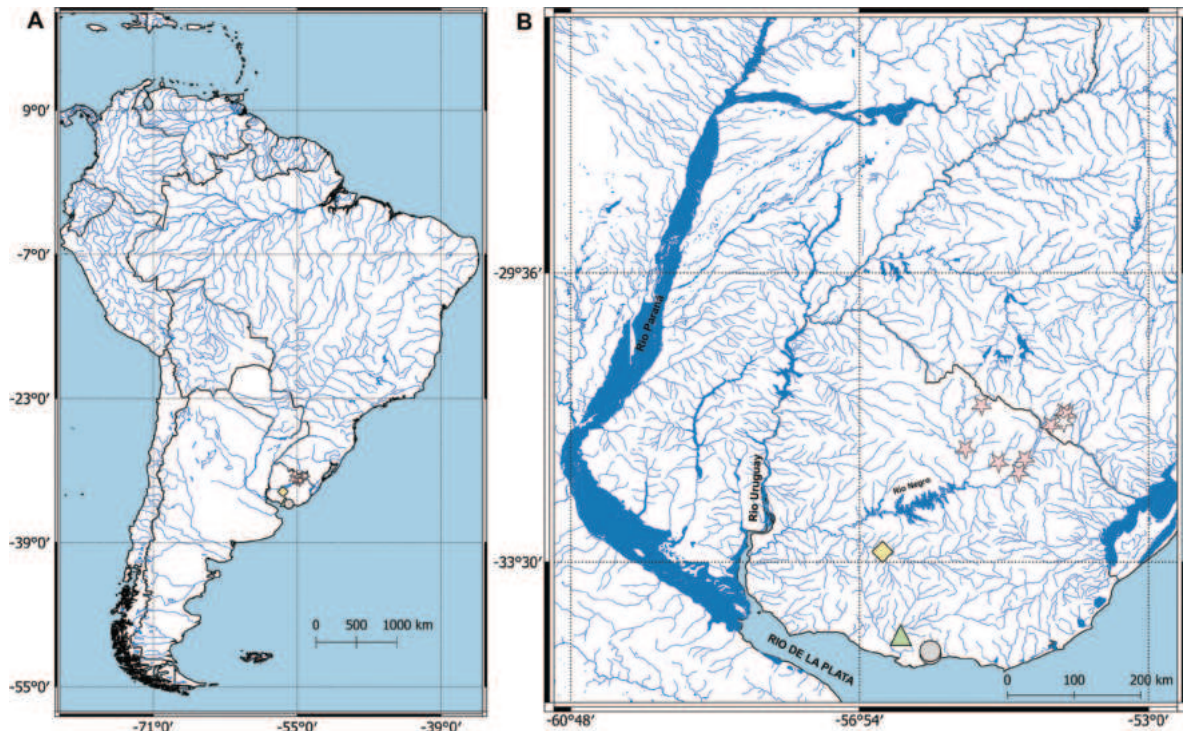 A
9°0'
-7°0'
-23°0'
-39°0'
-55°0'
0 500 1000 km
-71°0'
-55°0'
-39°0'
B
-29°36'
-33°30'
Rio Paraná
Rio Uruguay
Rio Negro
RIO DE LA PLATA
0 100 200 km
-60°48'
-56°54'
-53°0'